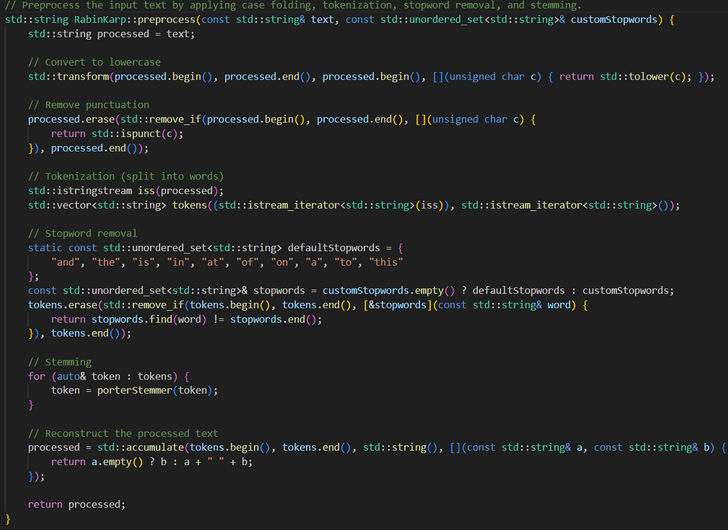 // Preprocess the input text by applying case folding, tokenization, stopword removal, and stemming.
std::string RabinKarp::preprocess(const std::string& text, const std::unordered_set<std::string>& customStopwords) {
    std::string processed = text;

    // Convert to lowercase
    std::transform(processed.begin(), processed.end(), processed.begin(), [](unsigned char c) { return std::tolower(c); });

    // Remove punctuation
    processed.erase(std::remove_if(processed.begin(), processed.end(), [](unsigned char c) {
        return std::ispunct(c);
    }), processed.end());

    // Tokenization (split into words)
    std::istringstream iss(processed);
    std::vector<std::string> tokens((std::istream_iterator<std::string>(iss)), std::istream_iterator<std::string>());

    // Stopword removal
    static const std::unordered_set<std::string> defaultStopwords = {
        "and", "the", "is", "in", "at", "of", "on", "a", "to", "this"
    };
    const std::unordered_set<std::string>& stopwords = customStopwords.empty() ? defaultStopwords : customStopwords;
    tokens.erase(std::remove_if(tokens.begin(), tokens.end(), [&stopwords](const std::string& word) {
        return stopwords.find(word) != stopwords.end();
    }), tokens.end());

    // Stemming
    for (auto& token : tokens) {
        token = porterStemmer(token);
    }

    // Reconstruct the processed text
    processed = std::accumulate(tokens.begin(), tokens.end(), std::string(), [](const std::string& a, const std::string& b) {
        return a.empty() ? b : a + " " + b;
    });

    return processed;
}